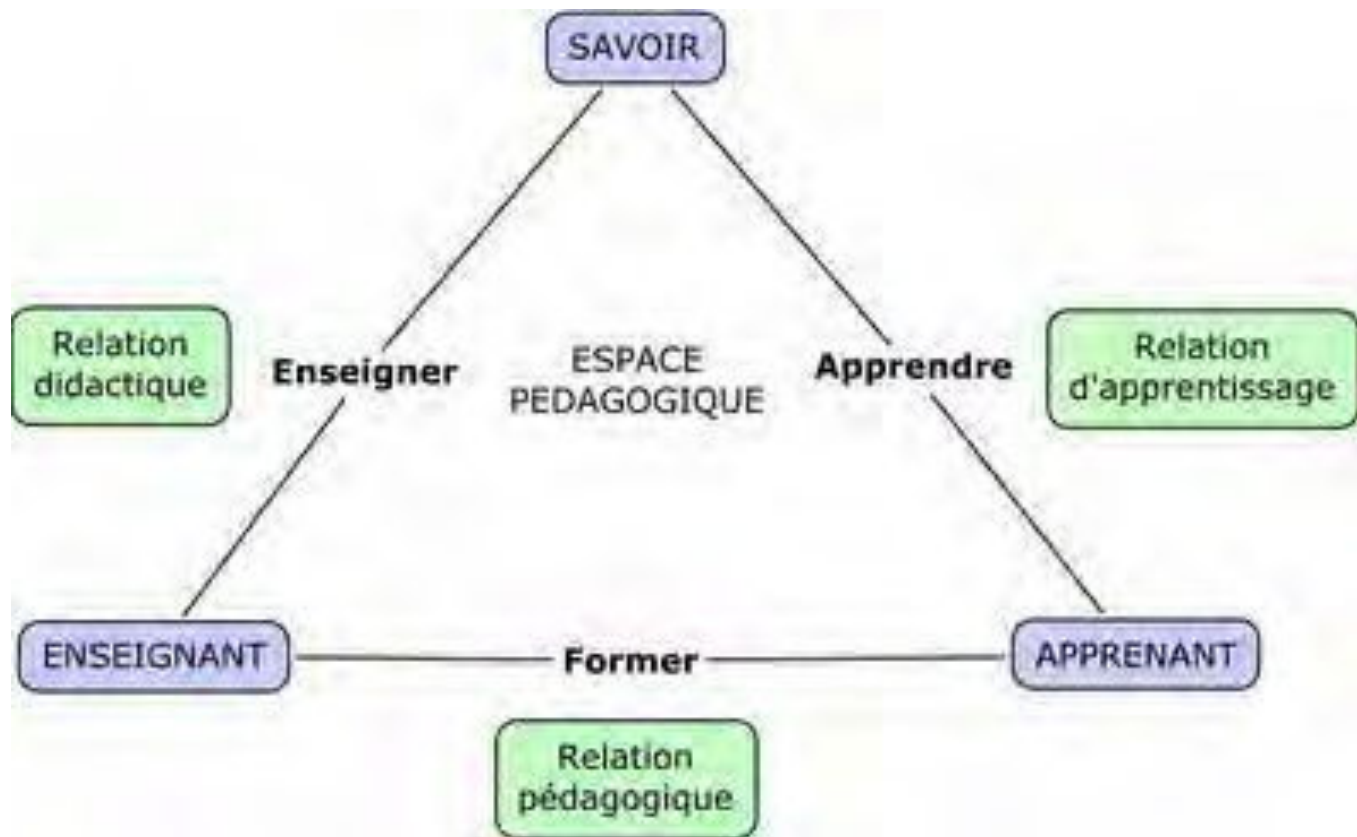 SAVOIR
Relation
didactique
Enseigner
ESPACE
PEDAGOGIQUE
Apprendre
Relation
d'apprentissage
ENSEIGNANT
Former
APPRENANT
Relation
pédagogique